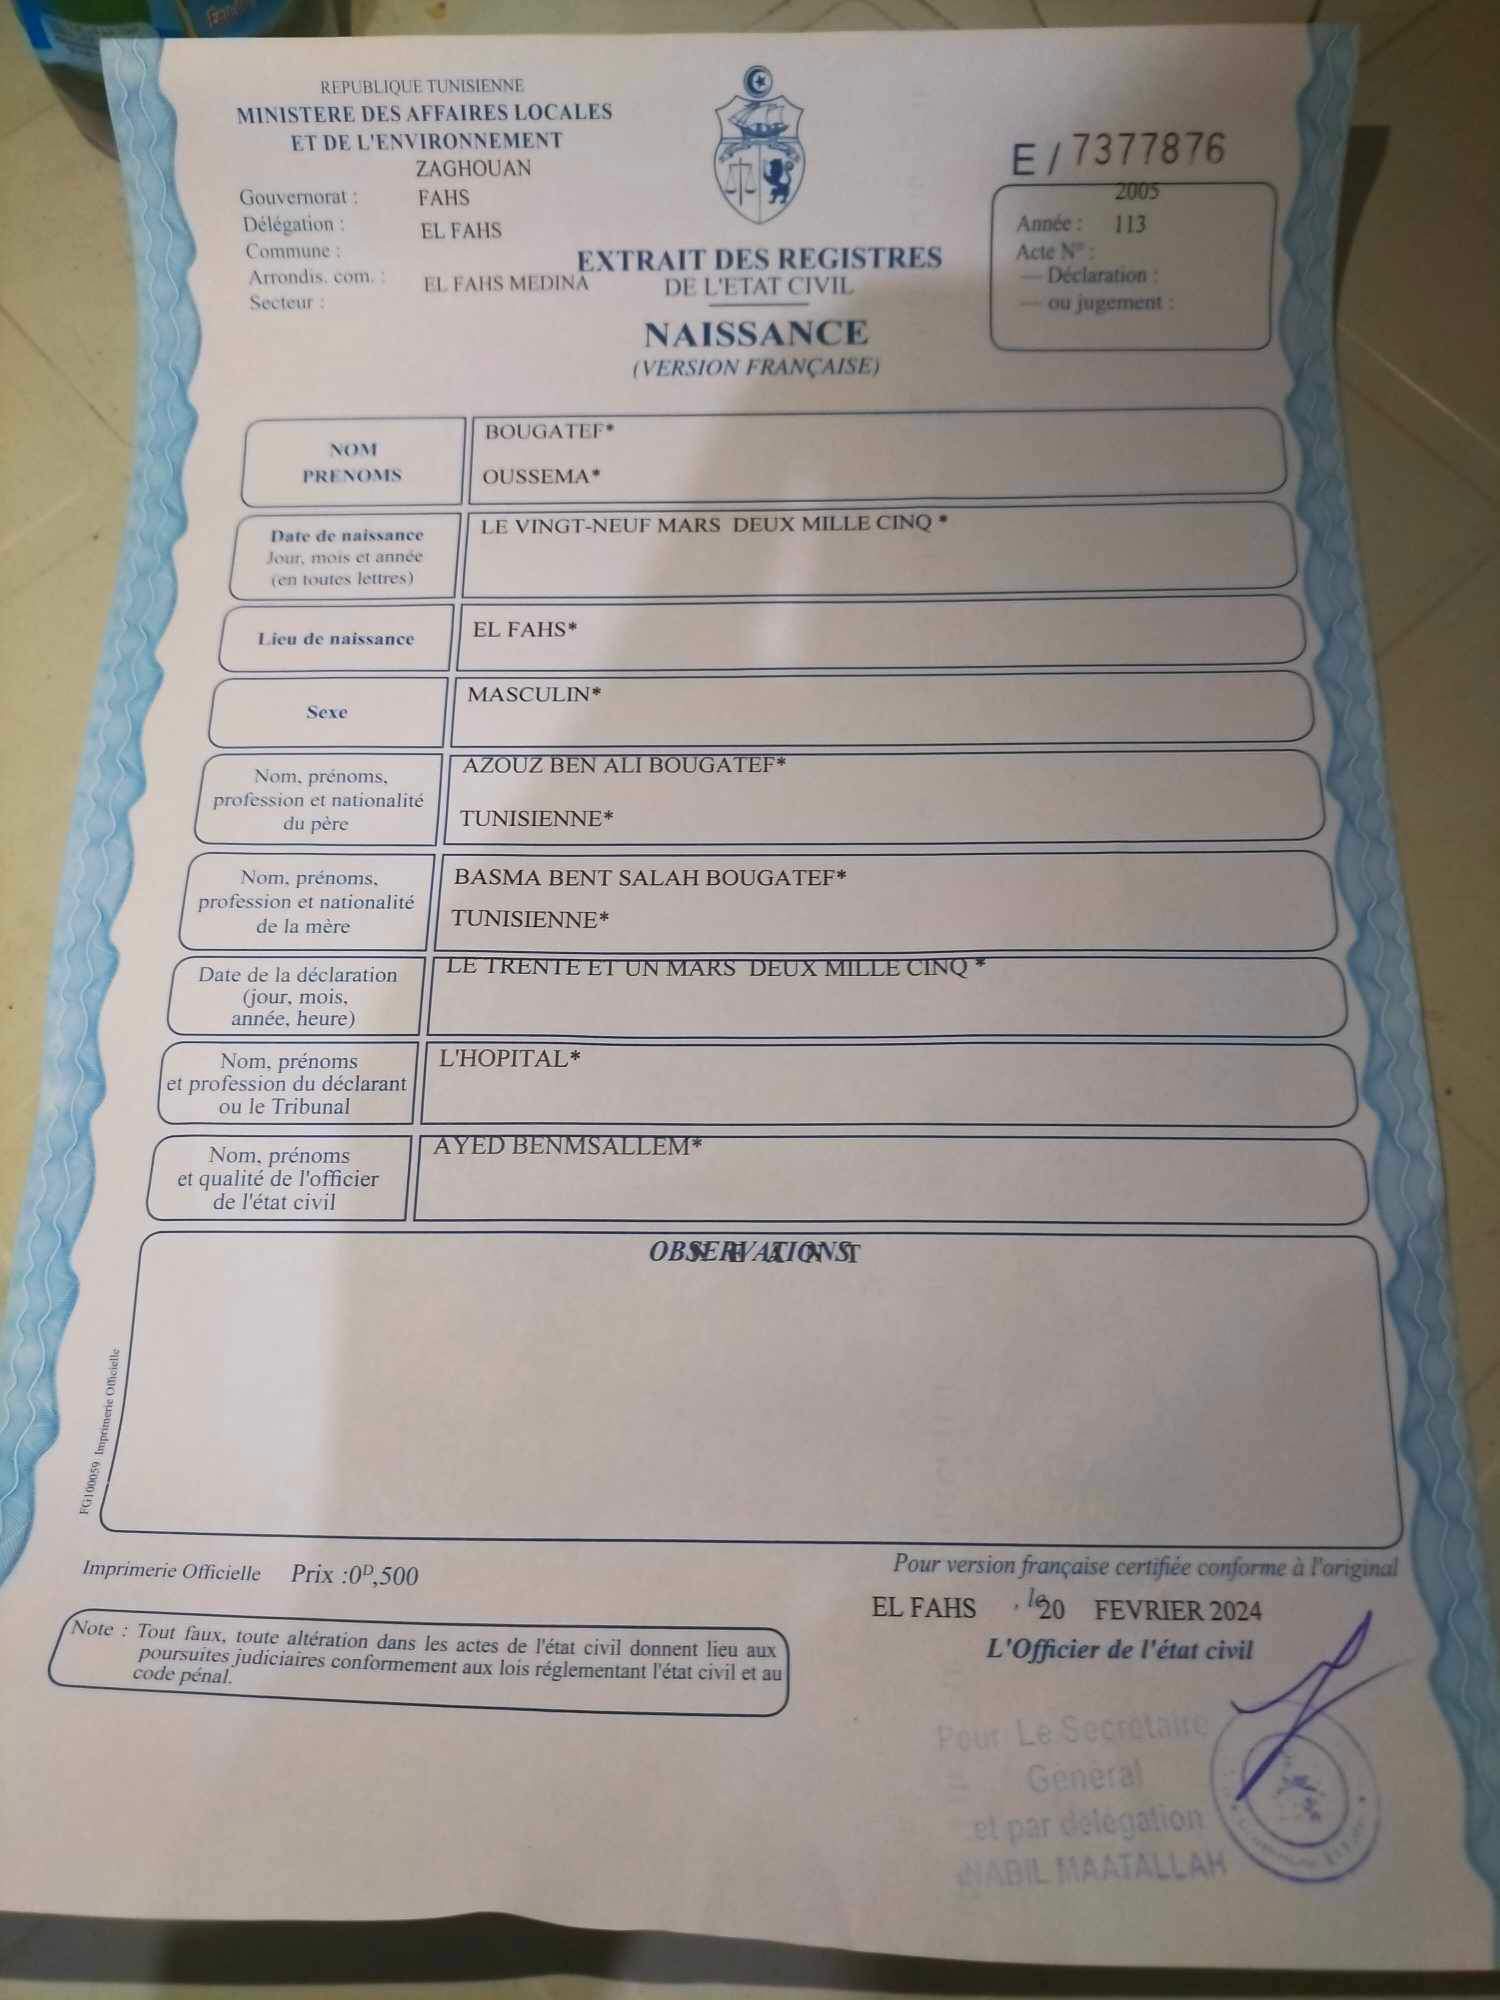 REPUBLIQUE TUNISIENNE
MINISTERE DES AFFAIRES LOCALES
ET DE L'ENVIRONNEMENT
ZAGHOUAN
Gouvernorat :
FAHS
Délégation :
EL FAHS
Commune :
Arrondis. com. :
EL FAHS MEDINA
Secteur :
EXTRAIT DES REGISTRES
DE L'ETAT CIVIL
NAISSANCE
(VERSION FRANÇAISE)
E / 7377876
2005
Année :
113
Acte N° :
— Déclaration :
— ou jugement :
NOM
PRENOMS
BOUGATEF*
OUSSEMA*
Date de naissance
Jour, mois et année
(en toutes lettres)
LE VINGT-NEUF MARS DEUX MILLE CINQ *
Lieu de naissance
EL FAHS*
Sexe
MASCULIN*
Nom, prénoms,
profession et nationalité
du père
AZOUZ BEN ALI BOUGATEF*
TUNISIENNE*
Nom, prénoms,
profession et nationalité
de la mère
BASMA BENT SALAH BOUGATEF*
TUNISIENNE*
Date de la déclaration
(jour, mois,
année, heure)
LE TRENTE ET UN MARS DEUX MILLE CINQ *
Nom, prénoms
et profession du déclarant
ou le Tribunal
L'HOPITAL*
Nom, prénoms
et qualité de l'officier
de l'état civil
AYED BENMSALLEM*
OBSERVATIONS
N E A N T
FG100059 Imprimerie Officielle
Imprimerie Officielle Prix :0D,500
Note : Tout faux, toute altération dans les actes de l'état civil donnent lieu aux
poursuites judiciaires conformement aux lois réglementant l'état civil et au
code pénal.
Pour version française certifiée conforme à l'original
EL FAHS , le 20 FEVRIER 2024
L'Officier de l'état civil
Pour Le Secrétaire
Général
et par délégation
NABIL MAATALLAH